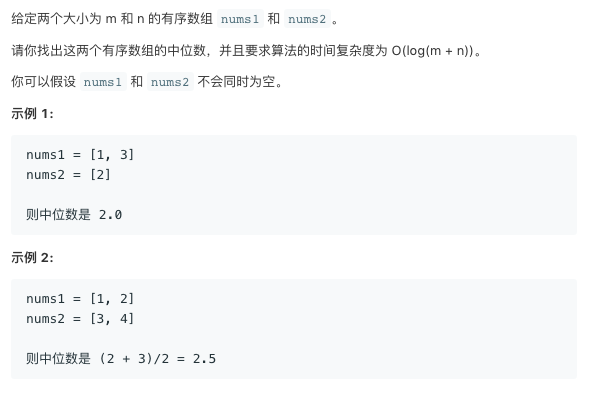 给定两个大小为 m 和 n 的有序数组 nums1 和 nums2 。
请你找出这两个有序数组的中位数，并且要求算法的时间复杂度为 O(log(m + n))。
你可以假设 nums1 和 nums2 不会同时为空。
示例 1:
nums1 = [1, 3]
nums2 = [2]
则中位数是 2.0
示例 2:
nums1 = [1, 2]
nums2 = [3, 4]
则中位数是 (2 + 3)/2 = 2.5